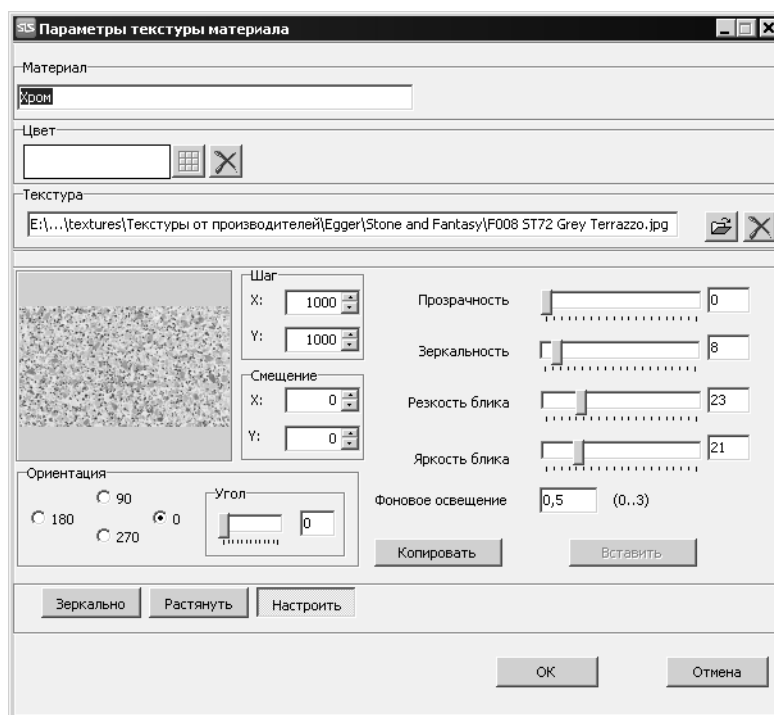 SLS Параметры текстуры материала
Материал
Хром
Цвет
Текстура
E:\...\textures\Текстуры от производителей\Egger\Stone and Fantasy\F008 ST72 Grey Terrazzo.jpg
Шаг
X: 1000
Y: 1000
Смещение
X: 0
Y: 0
Прозрачность 0
Зеркальность 8
Резкость блика 23
Яркость блика 21
Фоновое освещение 0,5 (0..3)
Ориентация
90
180
0
270
Угол
0
Копировать Вставить
Зеркально Растянуть Настроить
OK Отмена